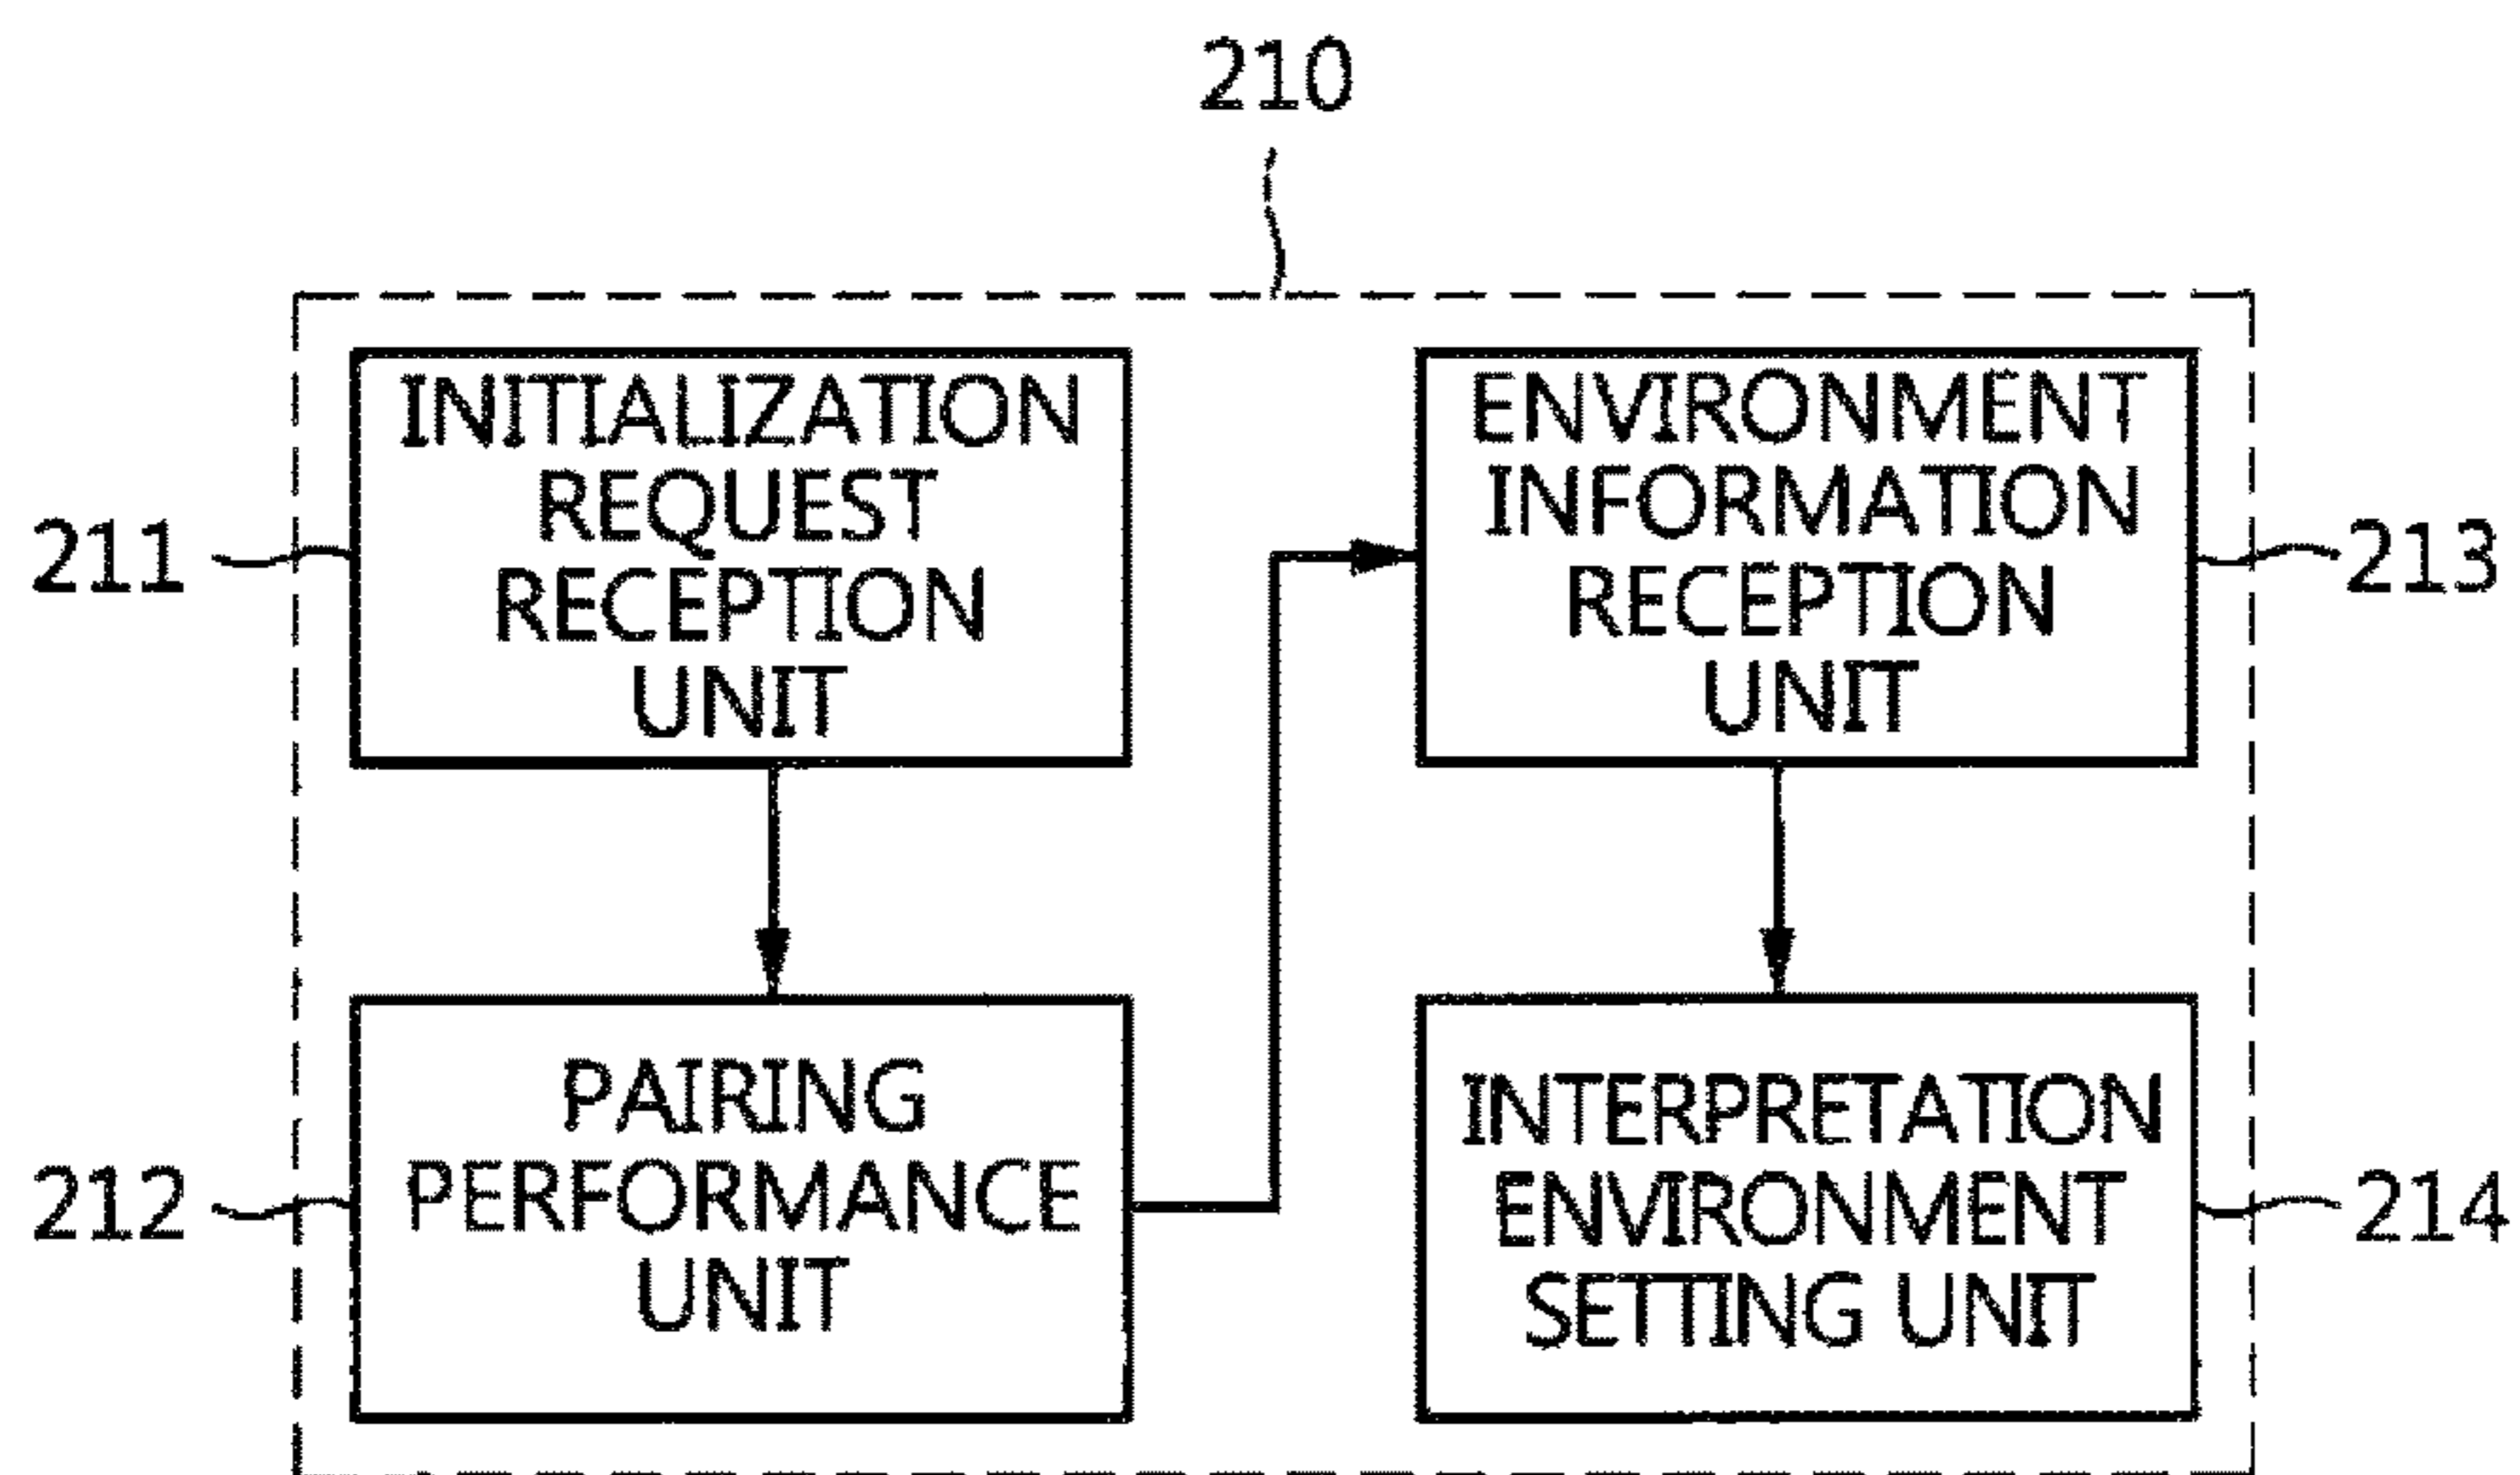 210
INITIALIZATION
REQUEST
RECEPTION
UNIT
211
ENVIRONMENT
INFORMATION
RECEPTION
UNIT
213
PAIRING
PERFORMANCE
UNIT
212
INTERPRETATION
ENVIRONMENT
SETTING UNIT
214